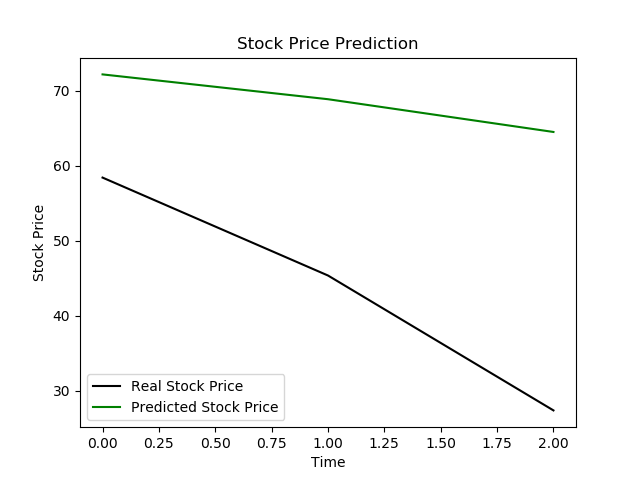 Stock Price Prediction
Stock Price
70
60
50
40
30
Real Stock Price
Predicted Stock Price
0.00 0.25 0.50 0.75 1.00 1.25 1.50 1.75 2.00
Time